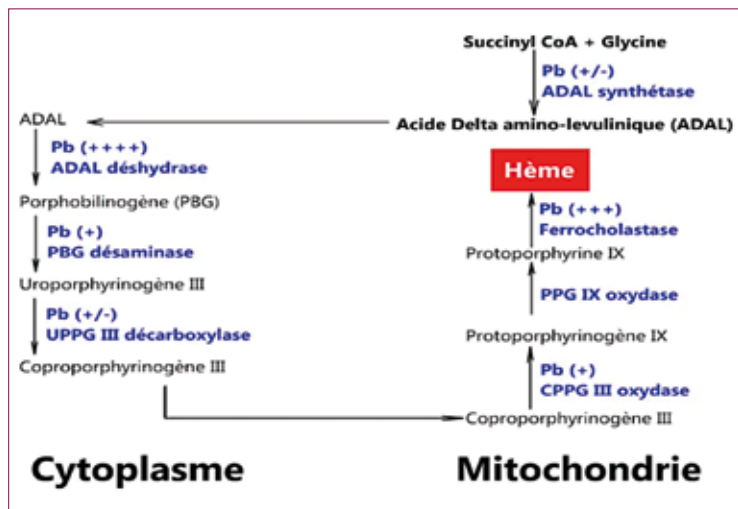 Succinyl CoA + Glycine
Pb (+/-)
ADAL synthétase
ADAL
Acide Delta amino-levulinique (ADAL)
Pb (++++)
ADAL déshydrase
Porphobilinogène (PBG)
Pb (+)
PBG désaminase
Uroporphyrinogène III
Pb (+/-)
UPPG III décarboxylase
Coproporphyrinogène III
Hème
Pb (+++)
Ferrocholastase
Protoporphyrine IX
PPG IX oxydase
Protoporphyrinogène IX
Pb (+)
CPPG III oxydase
Coproporphyrinogène III
Cytoplasme
Mitochondrie